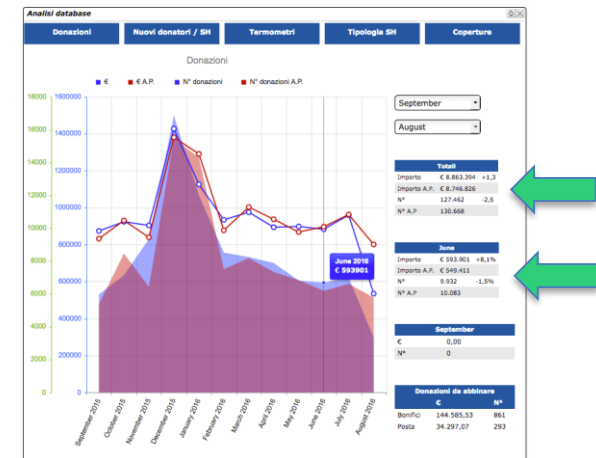 Analisi database
Donazioni Nuovi donatori / SH Termometri Tipologia SH Coperture
Donazioni
€ € A.P. N° donazioni N° donazioni A.P.
18000 1600000
16000 1400000
14000 1200000
12000 1000000
10000 800000
8000 600000
6000 400000
4000 200000
2000 0
0
June 2016
€ 593901
September 2015 October 2015 November 2015 December 2015 January 2016 February 2016 March 2016 April 2016 May 2016 June 2016 July 2016 August 2016
September
August
Totali
Importo € 8.863.394 +1,3
Importo A.P. € 8.746.826
N° 127.462 -2,5
N° A.P 130.668
June
Importo € 593.901 +8,1%
Importo A.P. € 549.411
N° 9.932 -1,5%
N° A.P 10.083
September
€ 0,00
N° 0
Donazioni da abbinare
€ N°
Bonifici 144.585,53 861
Posta 34.297,07 293